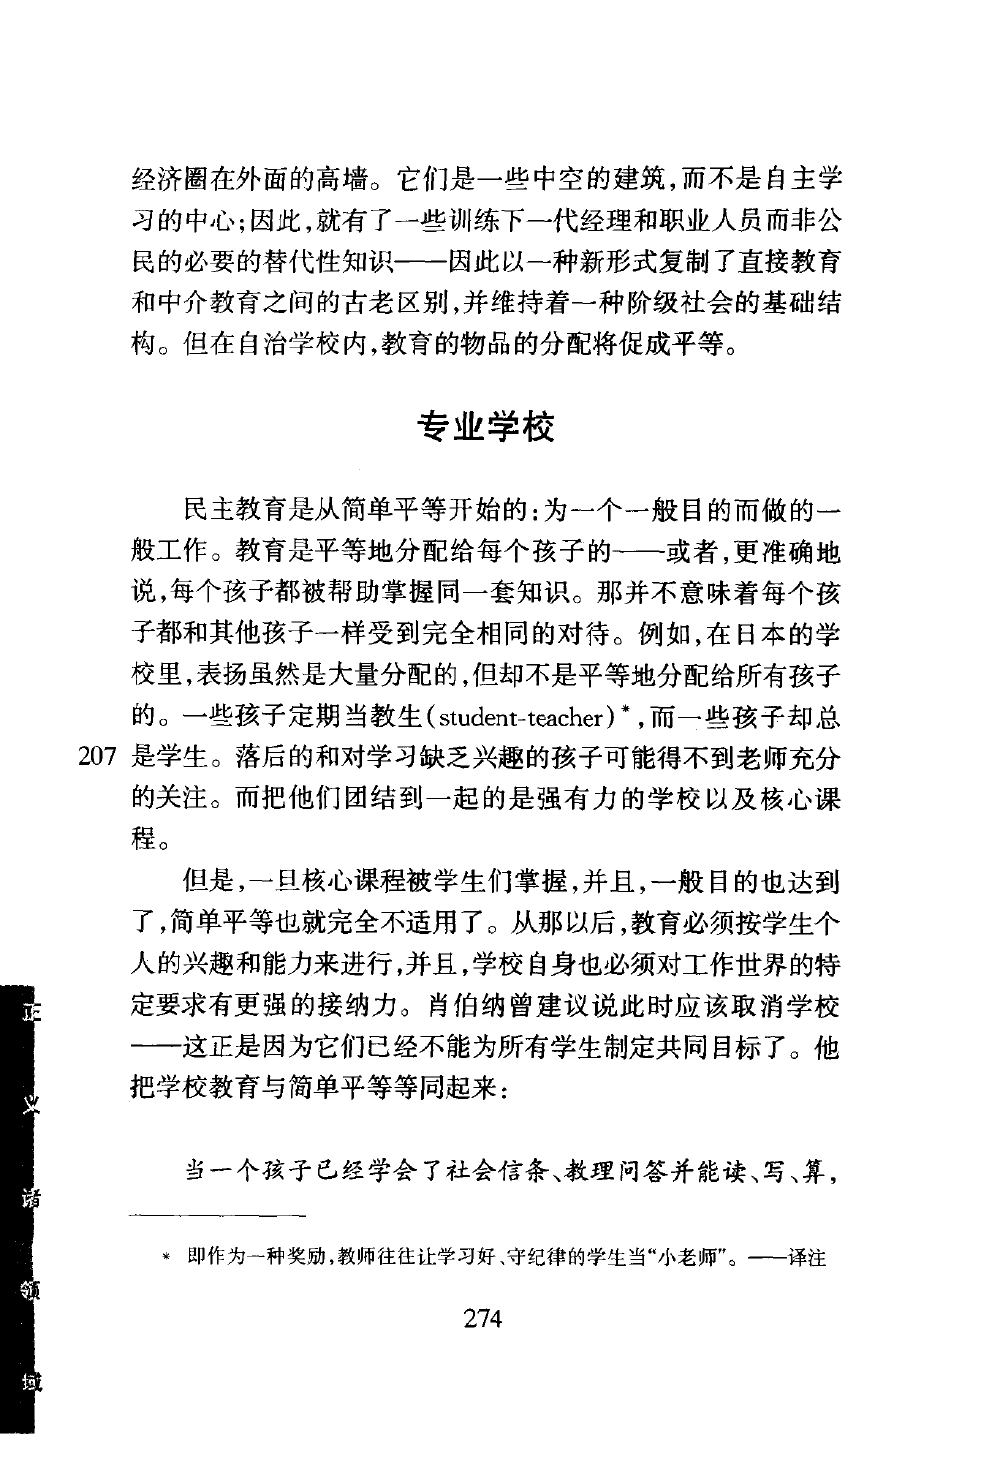 经济圈在外面的高墙。它们是一些中空的建筑,而不是自主学
习的中心;因此,就有了一些训练下一代经理和职业人员而非公
民的必要的替代性知识——因此以一种新形式复制了直接教育
和中介教育之间的古老区别,并维持着一种阶级社会的基础结
构。但在自治学校内,教育的物品的分配将促成平等。
专业学校
民主教育是从简单平等开始的:为一个一般目的而做的一
般工作。教育是平等地分配给每个孩子的——或者,更准确地
说,每个孩子都被帮助掌握同一套知识。那并不意味着每个孩
子都和其他孩子一样受到完全相同的对待。例如,在日本的学
校里,表扬虽然是大量分配的,但却不是平等地分配给所有孩子
的。一些孩子定期当教生(student-teacher)*,而一些孩子却总
207 是学生。落后的和对学习缺乏兴趣的孩子可能得不到老师充分
的关注。而把他们团结到一起的是强有力的学校以及核心课
程。
但是,一旦核心课程被学生们掌握,并且,一般目的也达到
了,简单平等也就完全不适用了。从那以后,教育必须按学生个
人的兴趣和能力来进行,并且,学校自身也必须对工作世界的特
定要求有更强的接纳力。肖伯纳曾建议说此时应该取消学校
——这正是因为它们已经不能为所有学生制定共同目标了。他
把学校教育与简单平等等同起来:
当一个孩子已经学会了社会信条、教理问答并能读、写、算,
* 即作为一种奖励,教师往往让学习好、守纪律的学生当“小老师”。——译注
274
正
义
诸
领
域